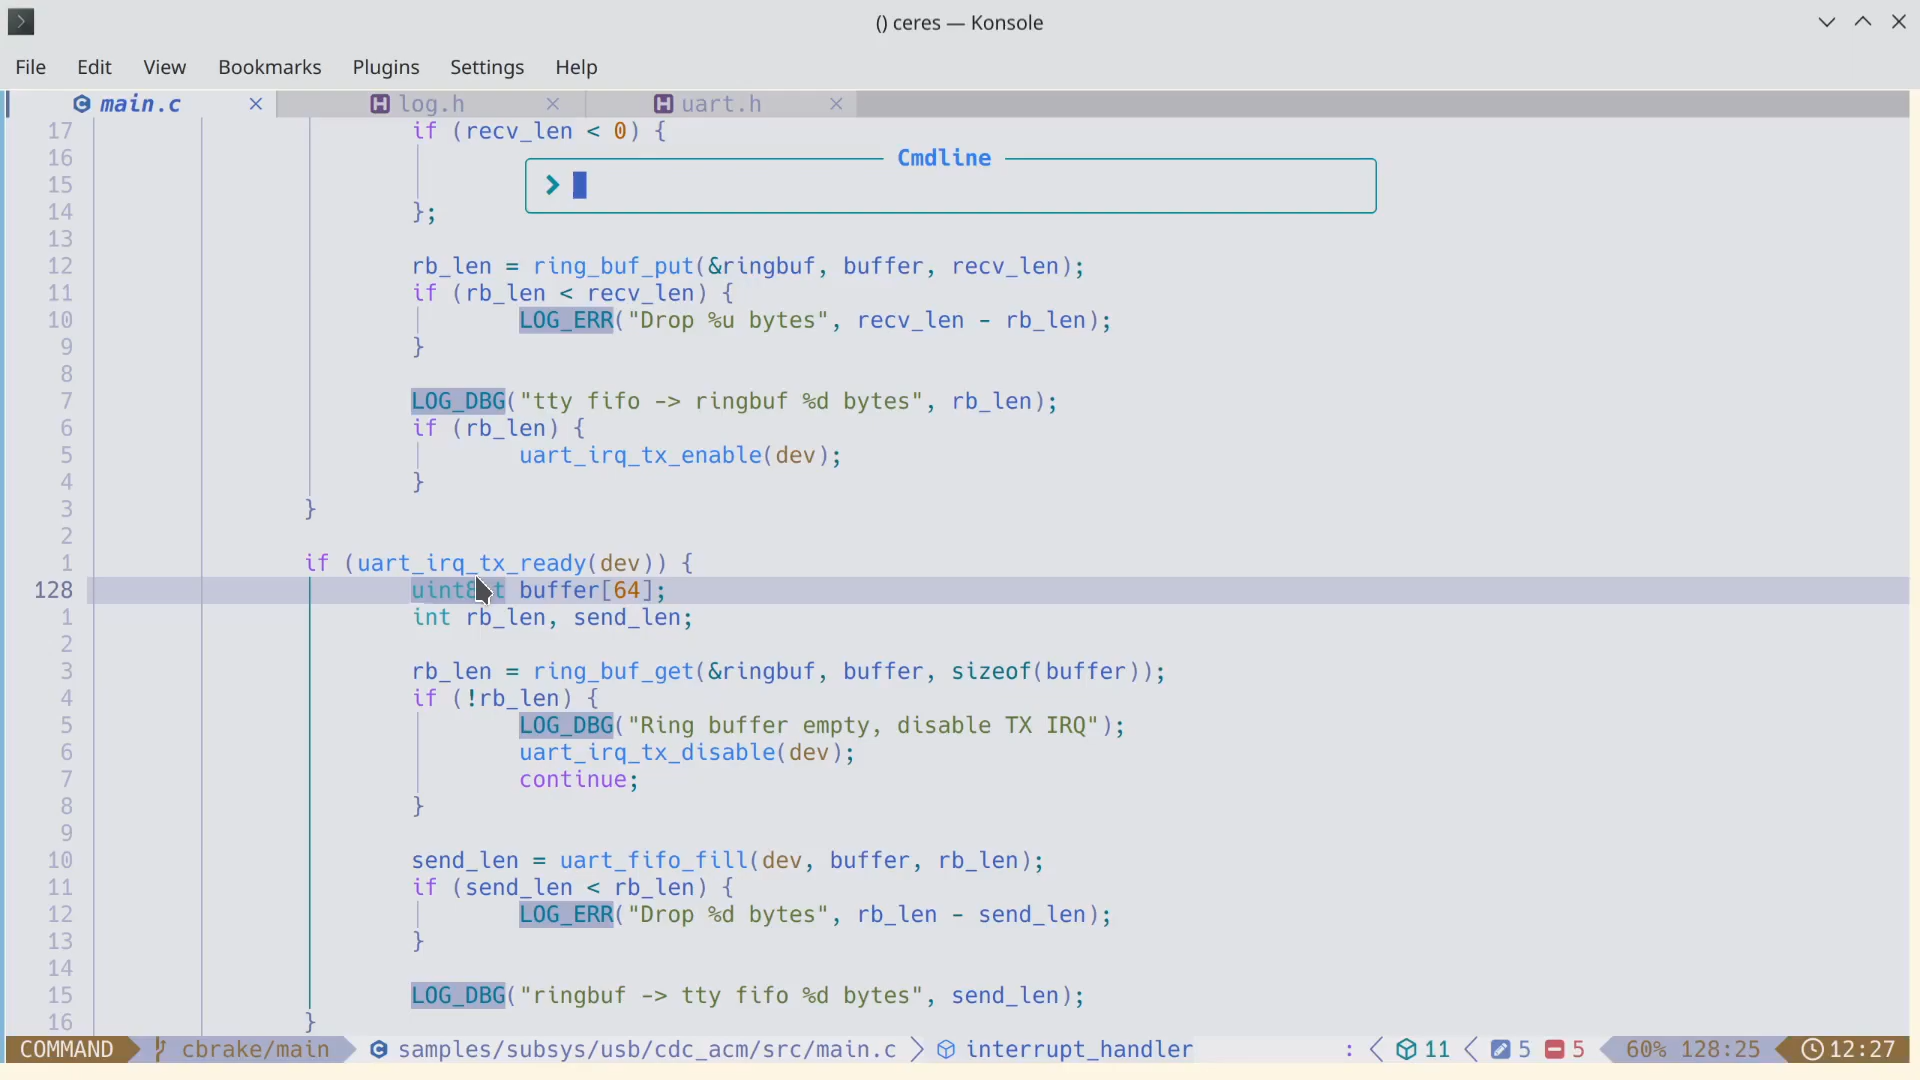 () ceres — Konsole
File Edit View Bookmarks Plugins Settings Help
main.c log.h uart.h
17 if (recv_len < 0) {
16 Cmdline
15
14 };
13
12 rb_len = ring_buf_put(&ringbuf, buffer, recv_len);
11 if (rb_len < recv_len) {
10 LOG_ERR("Drop %u bytes", recv_len - rb_len);
9 }
8
7 LOG_DBG("tty fifo -> ringbuf %d bytes", rb_len);
6 if (rb_len) {
5 uart_irq_tx_enable(dev);
4 }
3 }
2
1 if (uart_irq_tx_ready(dev)) {
128 buffer[64];
1 int rb_len, send_len;
2
3 rb_len = ring_buf_get(&ringbuf, buffer, sizeof(buffer));
4 if (!rb_len) {
5 LOG_DBG("Ring buffer empty, disable TX IRQ");
6 uart_irq_tx_disable(dev);
7 continue;
8 }
9
10 send_len = uart_fifo_fill(dev, buffer, rb_len);
11 if (send_len < rb_len) {
12 LOG_ERR("Drop %d bytes", rb_len - send_len);
13 }
14
15 LOG_DBG("ringbuf -> tty fifo %d bytes", send_len);
16 }
COMMAND cbrake/main samples/subsys/usb/cdc_acm/src/main.c interrupt_handler : 11 5 5 60% 128:25 12:27